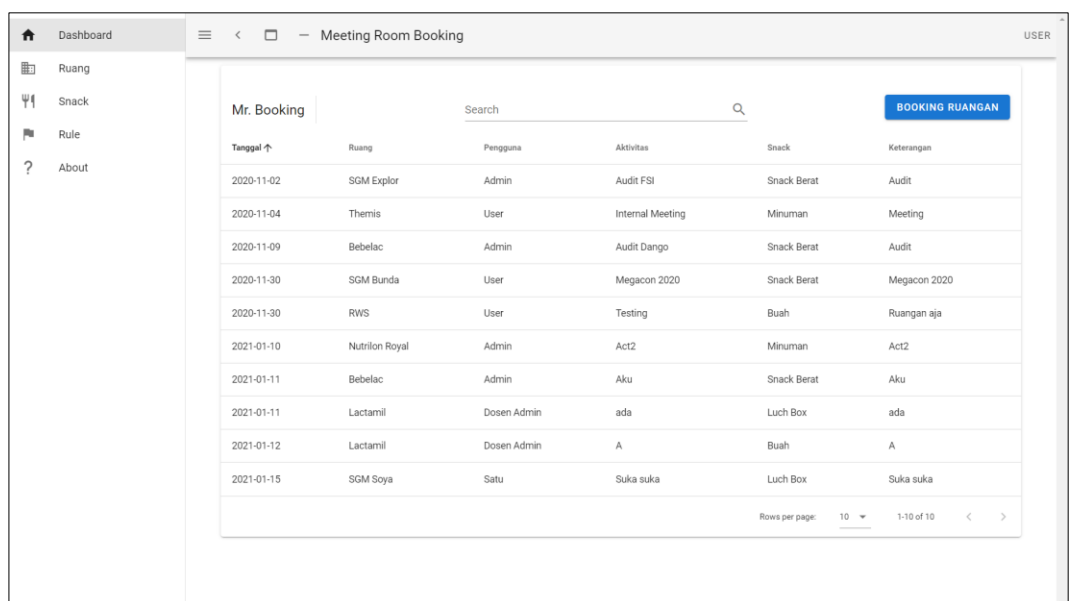 Dashboard
Ruang
Snack
Rule
About
Meeting Room Booking
USER
Mr. Booking
Search
BOOKING RUANGAN
Tanggal Ruang Pengguna Aktivitas Snack Keterangan
2020-11-02 SGM Explor Admin Audit FSI Snack Berat Audit
2020-11-04 Themis User Internal Meeting Minuman Meeting
2020-11-09 Bebelac Admin Audit Dango Snack Berat Audit
2020-11-30 SGM Bunda User Megacon 2020 Snack Berat Megacon 2020
2020-11-30 RWS User Testing Buah Ruangan aja
2021-01-10 Nutrilon Royal Admin Act2 Minuman Act2
2021-01-11 Bebelac Admin Aku Snack Berat Aku
2021-01-11 Lactamil Dosen Admin ada Luch Box ada
2021-01-12 Lactamil Dosen Admin A Buah A
2021-01-15 SGM Soya Satu Suka suka Luch Box Suka suka
Rows per page: 10 1-10 of 10